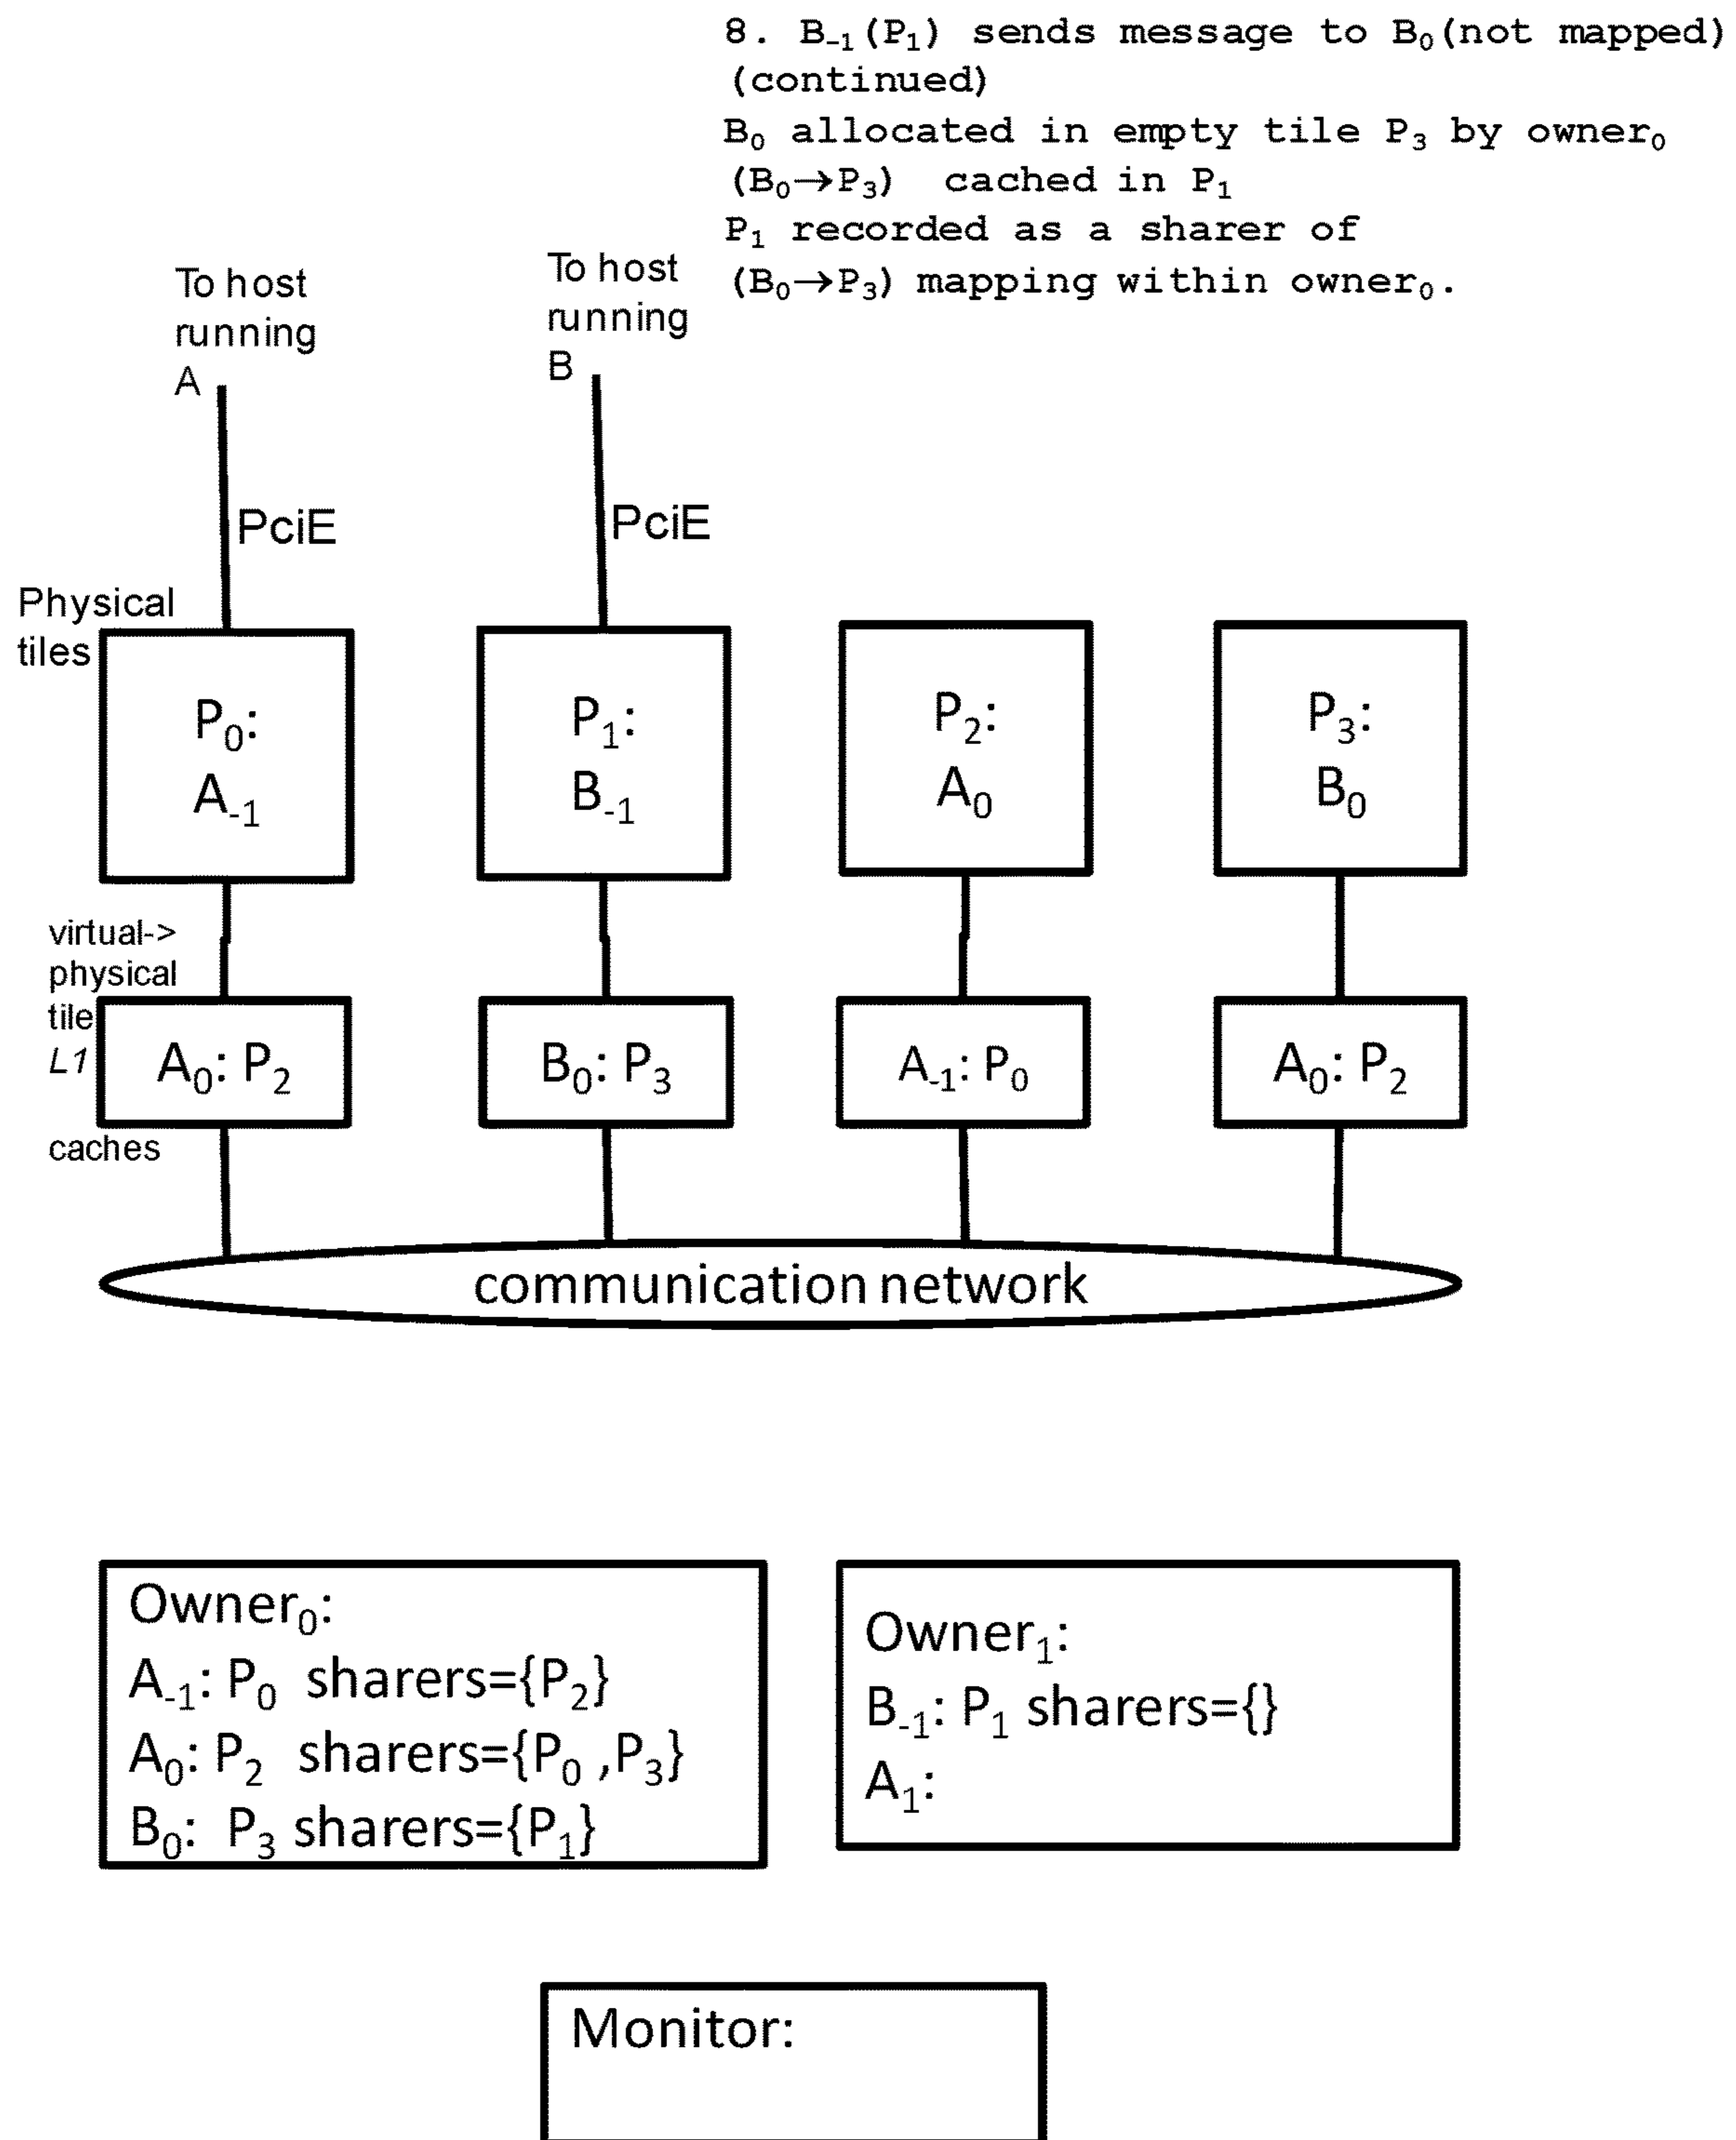 8. B₋₁(P₁) sends message to B₀(not mapped)
(continued)
B₀ allocated in empty tile P₃ by owner₀
(B₀→P₃) cached in P₁
P₁ recorded as a sharer of
(B₀→P₃) mapping within owner₀.
To host
running
A
To host
running
B
PciE
PciE
Physical
tiles
P₀:
A₋₁
P₁:
B₋₁
P₂:
A₀
P₃:
B₀
virtual->
physical
tile
L1
caches
A₀: P₂
B₀: P₃
A₋₁: P₀
A₀: P₂
communication network
Owner₀:
A₋₁: P₀ sharers={P₂}
A₀: P₂ sharers={P₀ ,P₃}
B₀: P₃ sharers={P₁}
Owner₁:
B₋₁: P₁ sharers={}
A₁:
Monitor: